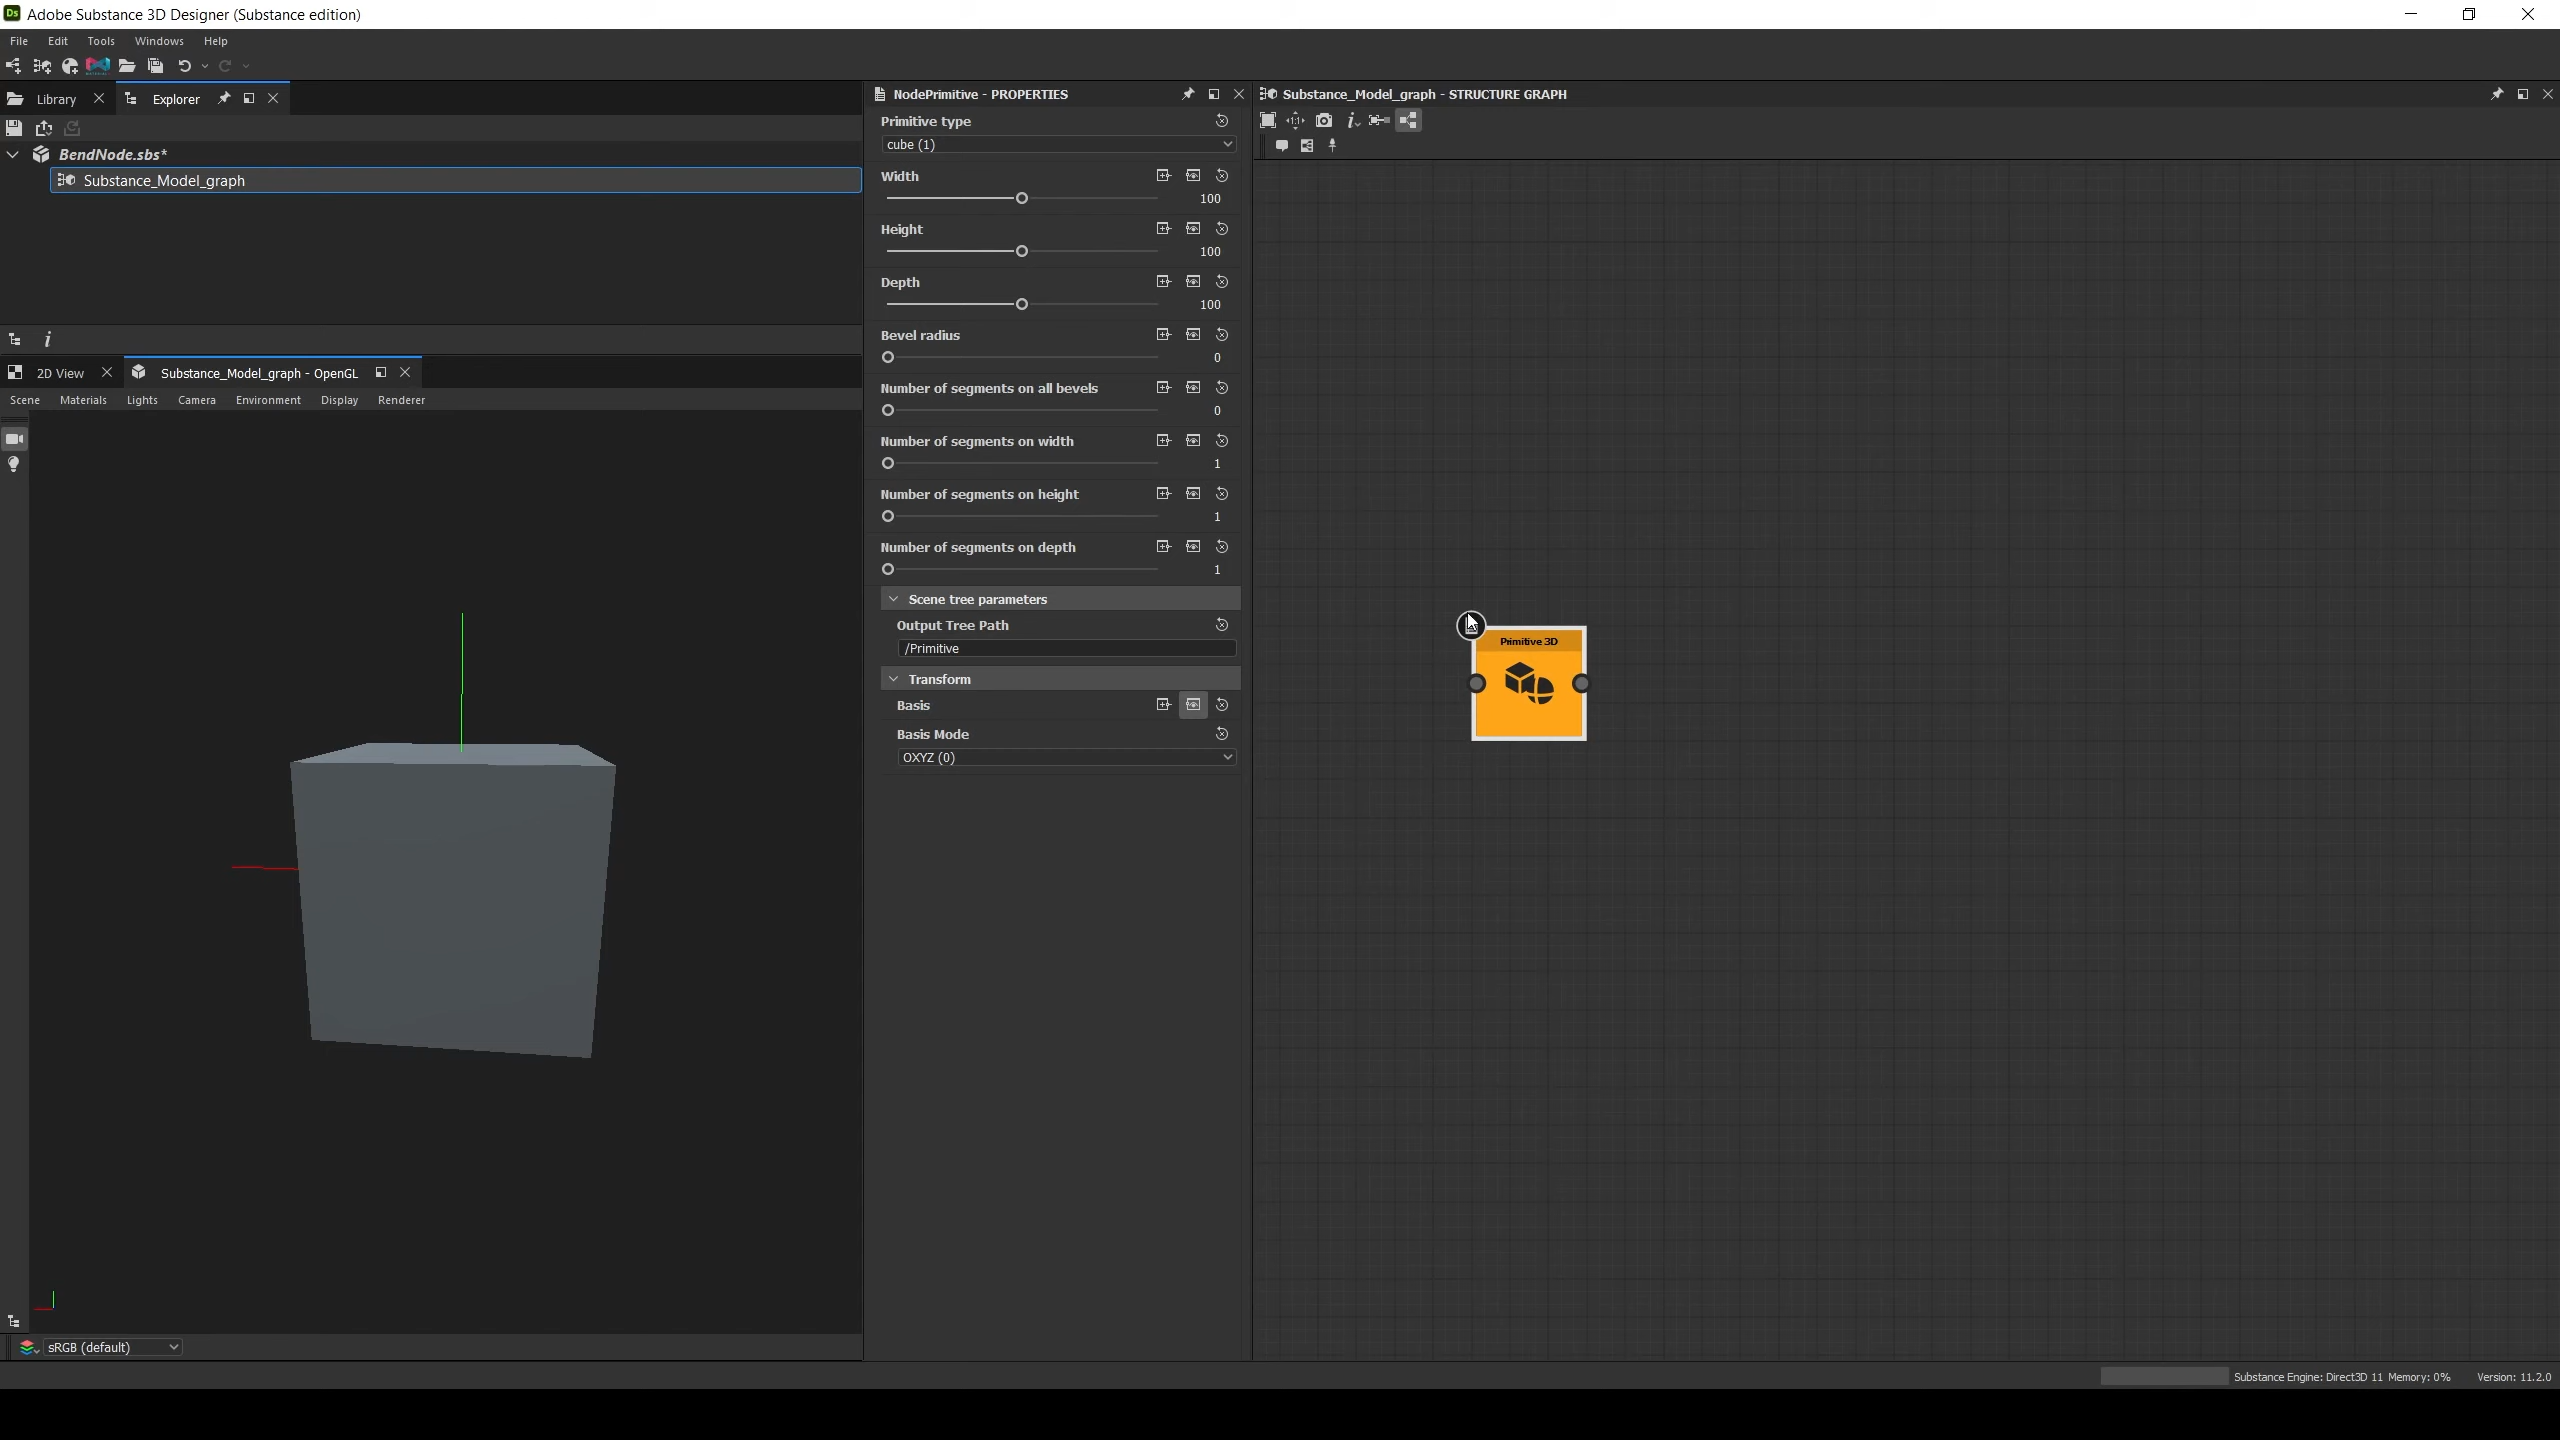 Adobe Substance 3D Designer (Substance edition)
File Edit Tools Windows Help
Library Explorer
BendNode.sbs*
Substance_Model_graph
2D View Substance_Model_graph - OpenGL
Scene Materials Lights Camera Environment Display Renderer
sRGB (default)
NodePrimitive - PROPERTIES
Primitive type
cube (1)
Width
100
Height
100
Depth
100
Bevel radius
0
Number of segments on all bevels
0
Number of segments on width
1
Number of segments on height
1
Number of segments on depth
1
Scene tree parameters
Output Tree Path
/Primitive
Transform
Basis
Basis Mode
OXYZ (0)
Substance_Model_graph - STRUCTURE GRAPH
Primitive 3D
Substance Engine: Direct3D 11 Memory: 0% Version: 11.2.0